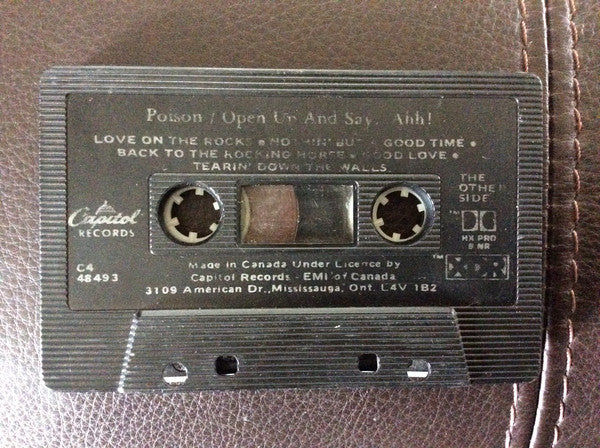 Poison / Open Up And Say. Ahh!
LOVE ON THE ROCKS • NOTHIN' BUT A GOOD TIME •
BACK TO THE ROCKING HORSE • GOOD LOVE •
TEARIN' DOWN THE WALLS
THE
OTHER
SIDE
Capitol
RECORDS
HX PRO
B NR
C4
48493
XDR
Made in Canada Under Licence by
Capitol Records - EMI of Canada
3109 American Dr., Mississauga, Ont. L4V 1B2